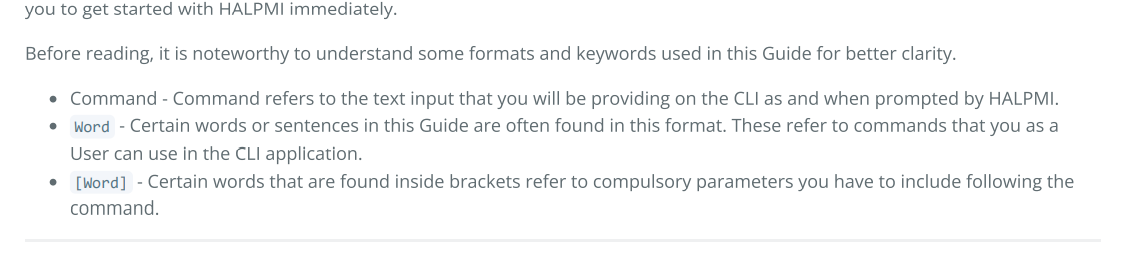 you to get started with HALPMI immediately.
Before reading, it is noteworthy to understand some formats and keywords used in this Guide for better clarity.
• Command - Command refers to the text input that you will be providing on the CLI as and when prompted by HALPMI.
• Word - Certain words or sentences in this Guide are often found in this format. These refer to commands that you as a
User can use in the CLI application.
• [Word] - Certain words that are found inside brackets refer to compulsory parameters you have to include following the
command.